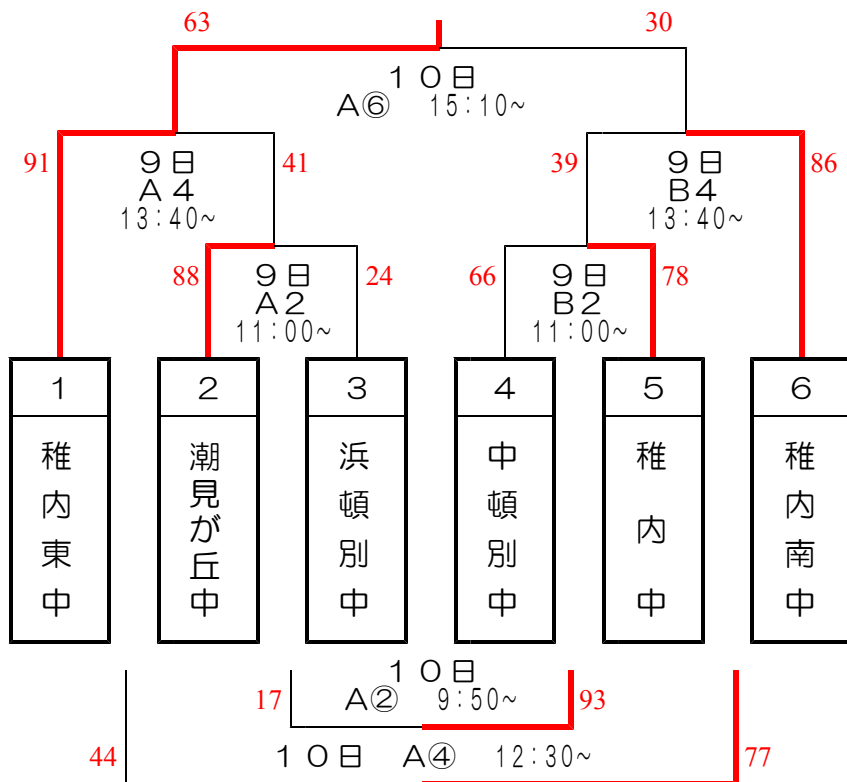 63
30
10日
A⑥ 15:10~
91
9日
A4
13:40~
41
39
9日
B4
13:40~
86
88
9日
A2
11:00~
24
66
9日
B2
11:00~
78
1
2
3
4
5
6
稚内東中
潮見が丘中
浜頓別中
中頓別中
稚内中
稚内南中
10日
17
A② 9:50~
93
44
10日 A④ 12:30~
77